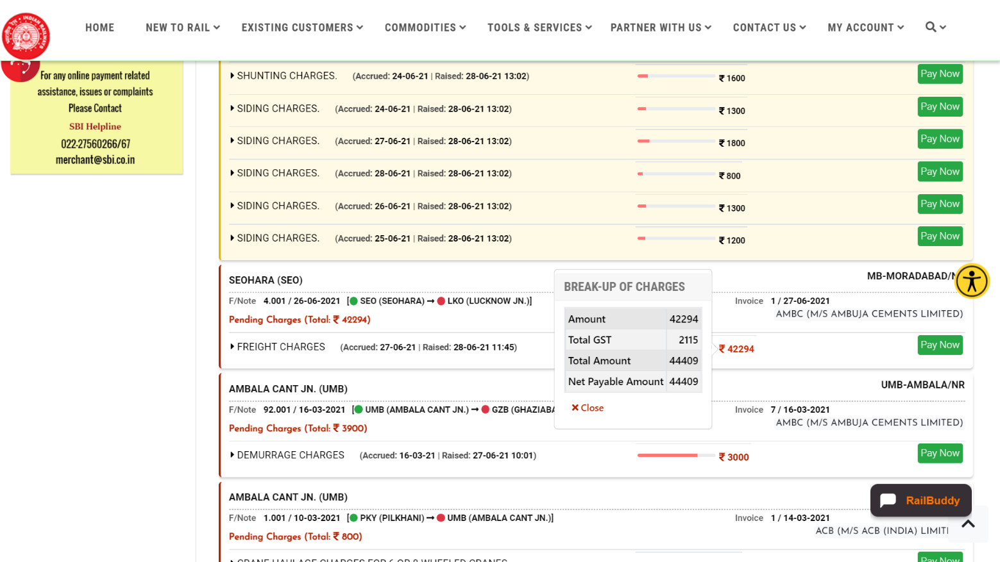 HOME NEW TO RAIL EXISTING CUSTOMERS COMMODITIES TOOLS & SERVICES PARTNER WITH US CONTACT US MY ACCOUNT
INDIAN RAILWAYS
For any online payment related
assistance, issues or complaints
Please Contact
SBI Helpline
022-27560266/67
merchant@sbi.co.in
SHUNTING CHARGES. (Accrued: 24-06-21 | Raised: 28-06-21 13:02) ₹ 1600 Pay Now
SIDING CHARGES. (Accrued: 24-06-21 | Raised: 28-06-21 13:02) ₹ 1300 Pay Now
SIDING CHARGES. (Accrued: 27-06-21 | Raised: 28-06-21 13:02) ₹ 1800 Pay Now
SIDING CHARGES. (Accrued: 28-06-21 | Raised: 28-06-21 13:02) ₹ 800 Pay Now
SIDING CHARGES. (Accrued: 26-06-21 | Raised: 28-06-21 13:02) ₹ 1300 Pay Now
SIDING CHARGES. (Accrued: 25-06-21 | Raised: 28-06-21 13:02) ₹ 1200 Pay Now
SEOHARA (SEO) MB-MORADABAD/
F/Note 4.001 / 26-06-2021 [SEO (SEOHARA) → LKO (LUCKNOW JN.)] Invoice 1 / 27-06-2021
Pending Charges (Total: ₹ 42294) AMBC (M/S AMBUJA CEMENTS LIMITED)
FREIGHT CHARGES (Accrued: 27-06-21 | Raised: 28-06-21 11:45) ₹ 42294 Pay Now
BREAK-UP OF CHARGES
Amount 42294
Total GST 2115
Total Amount 44409
Net Payable Amount 44409
Close
AMBALA CANT JN. (UMB) UMB-AMBALA/NR
F/Note 92.001 / 16-03-2021 [UMB (AMBALA CANT JN.) → GZB (GHAZIABA Invoice 7 / 16-03-2021
Pending Charges (Total: ₹ 3900) AMBC (M/S AMBUJA CEMENTS LIMITED)
DEMURRAGE CHARGES (Accrued: 16-03-21 | Raised: 27-06-21 10:01) ₹ 3000 Pay Now
AMBALA CANT JN. (UMB)
RailBuddy
F/Note 1.001 / 10-03-2021 [PKY (PILKHANI) → UMB (AMBALA CANT JN.)] Invoice 1 / 14-03-2021
Pending Charges (Total: ₹ 800) ACB (M/S ACB (INDIA) LIMIT
CRANE HAULAGE CHARGES FOR 6 OR 8 WHEELED CRANES Pay Now